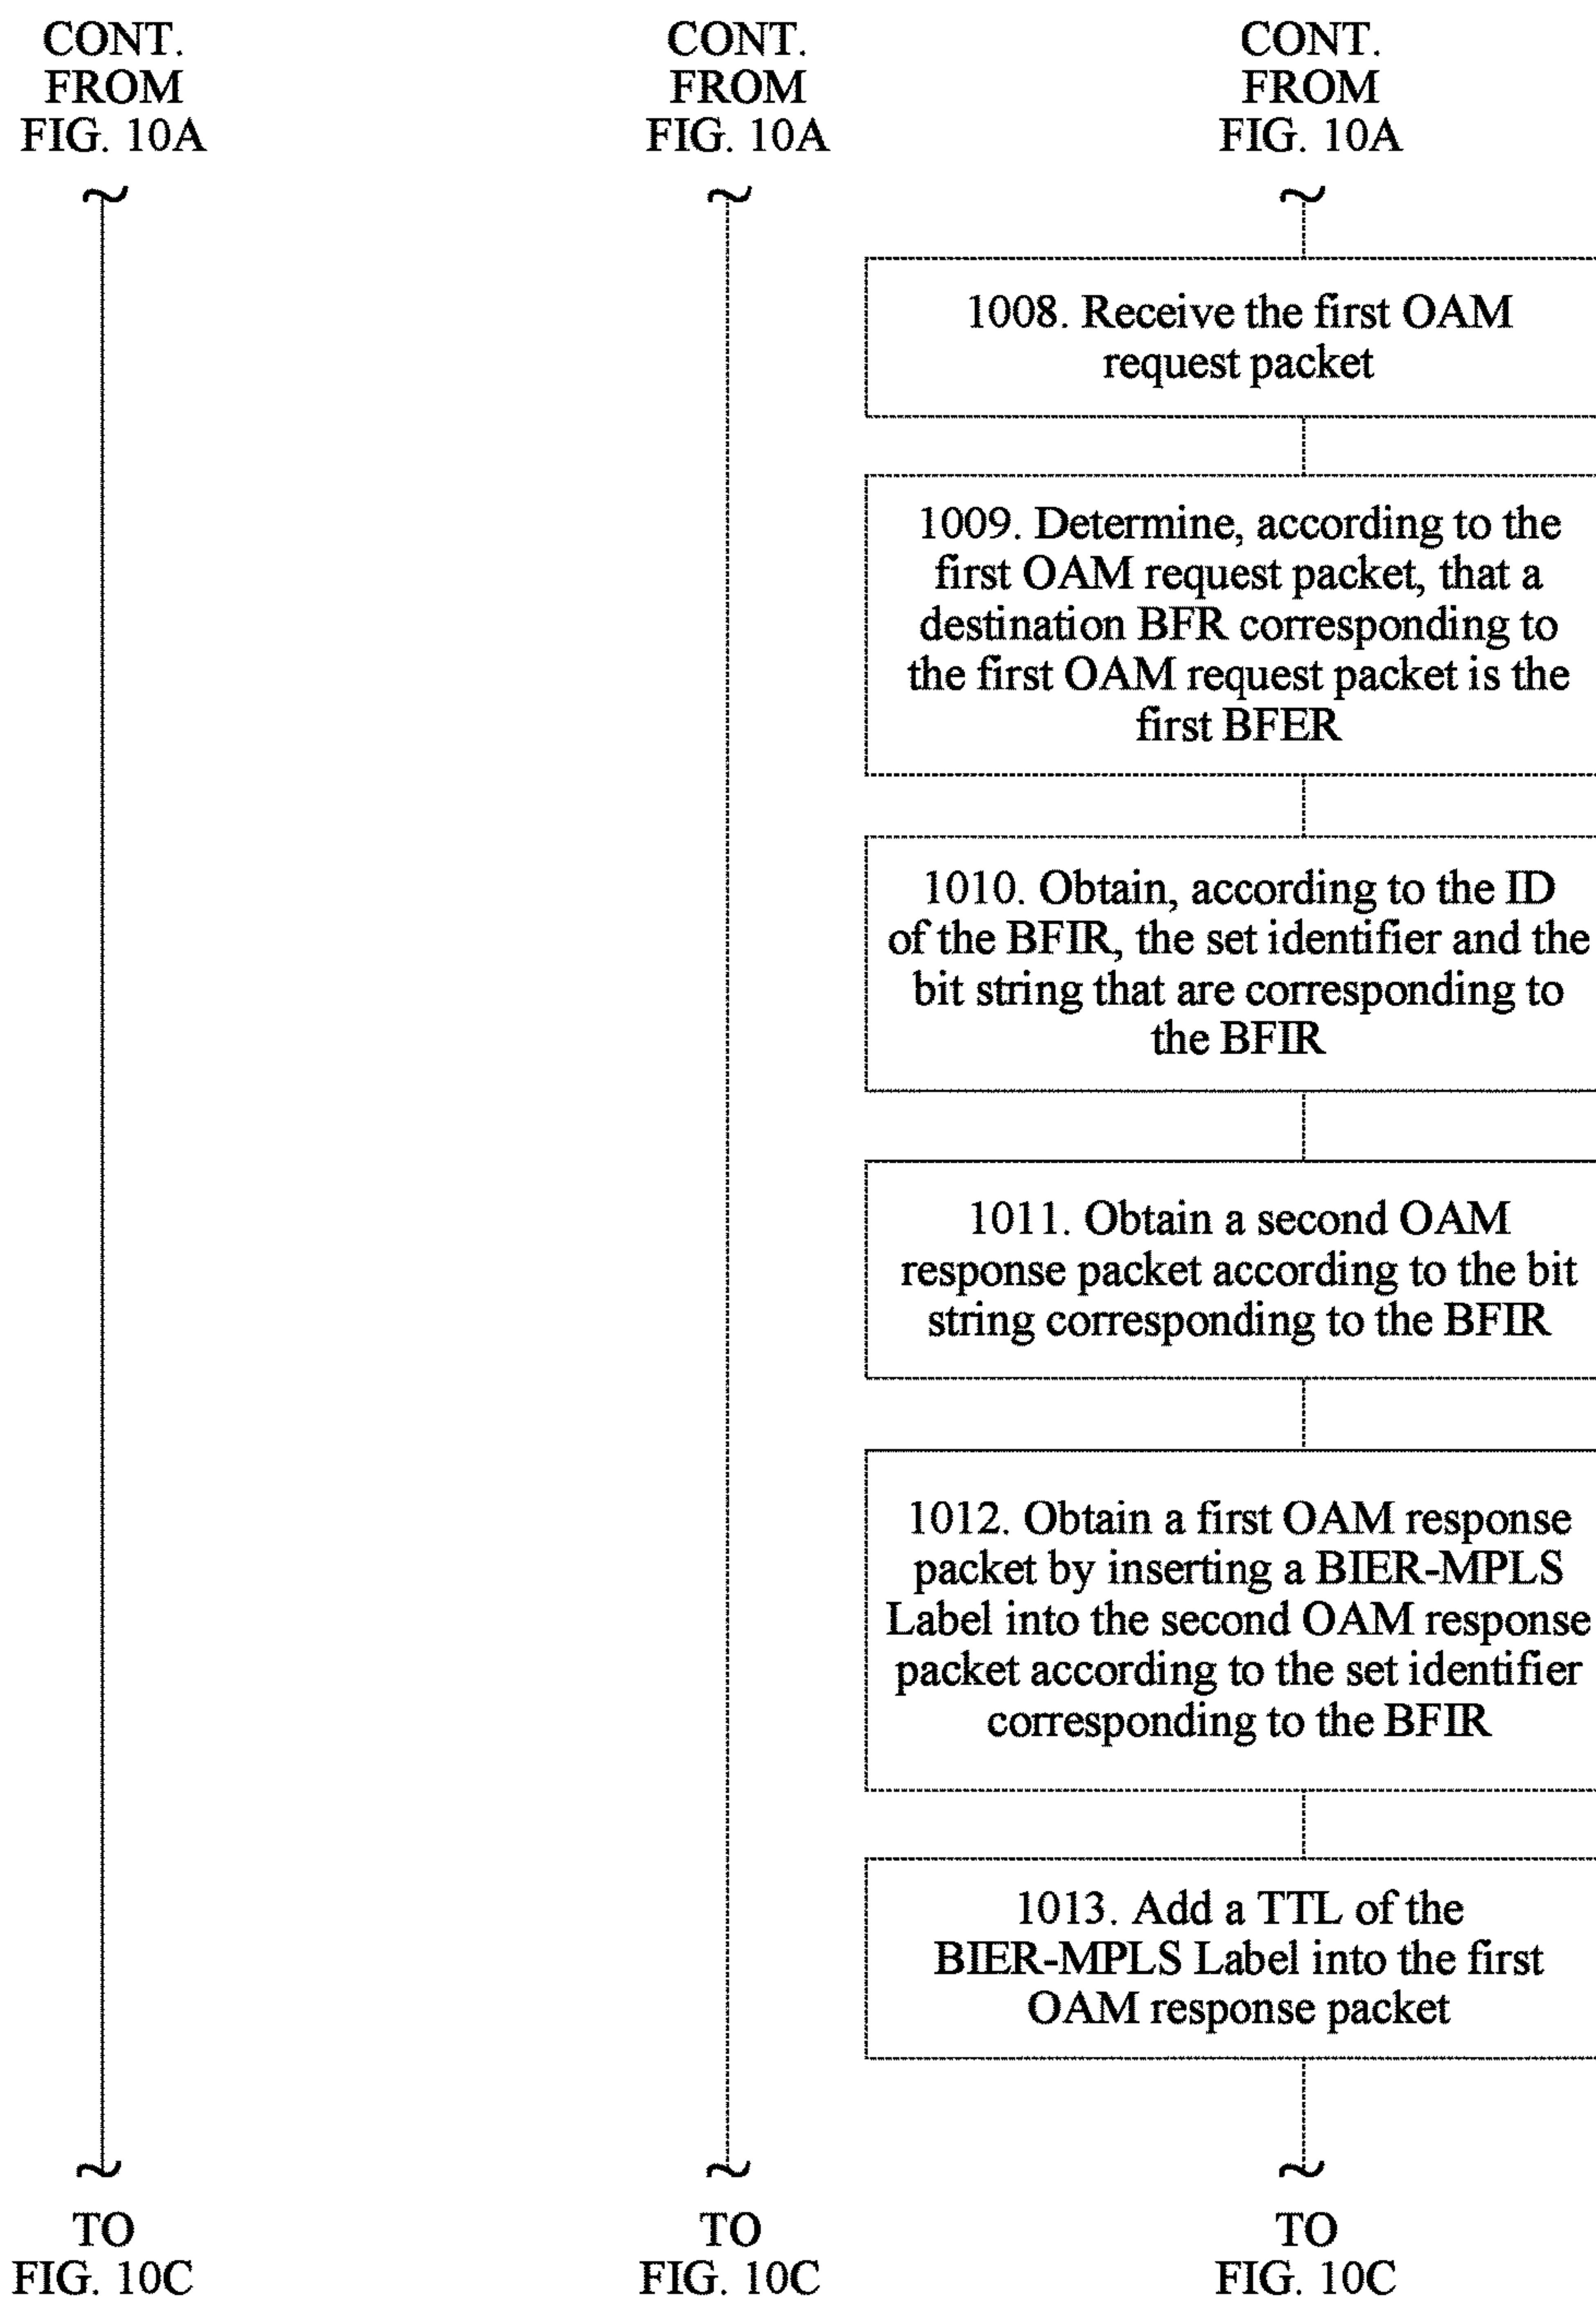 CONT.
FROM
FIG. 10A
CONT.
FROM
FIG. 10A
CONT.
FROM
FIG. 10A
1008. Receive the first OAM
request packet
1009. Determine, according to the
first OAM request packet, that a
destination BFR corresponding to
the first OAM request packet is the
first BFER
1010. Obtain, according to the ID
of the BFIR, the set identifier and the
bit string that are corresponding to
the BFIR
1011. Obtain a second OAM
response packet according to the bit
string corresponding to the BFIR
1012. Obtain a first OAM response
packet by inserting a BIER-MPLS
Label into the second OAM response
packet according to the set identifier
corresponding to the BFIR
1013. Add a TTL of the
BIER-MPLS Label into the first
OAM response packet
TO
FIG. 10C
TO
FIG. 10C
TO
FIG. 10C